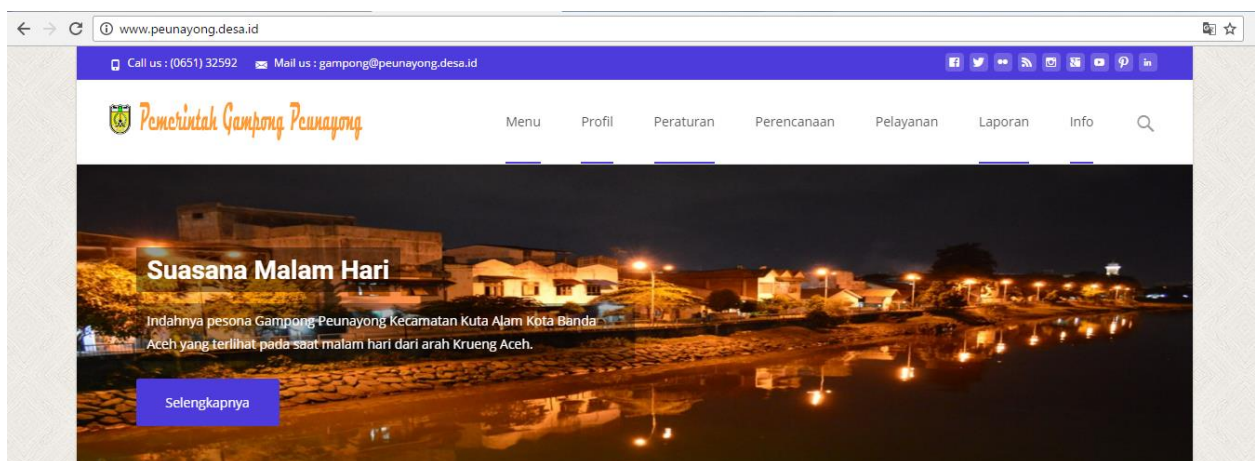 www.peunayong.desa.id
Call us : (0651) 32592 Mail us : gampong@peunayong.desa.id
Pemerintah Gampong Peunayong
Menu Profil Peraturan Perencanaan Pelayanan Laporan Info
Suasana Malam Hari
Indahnya pesona Gampong Peunayong Kecamatan Kuta Alam Kota Banda
Aceh yang terlihat pada saat malam hari dari arah Krueng Aceh.
Selengkapnya